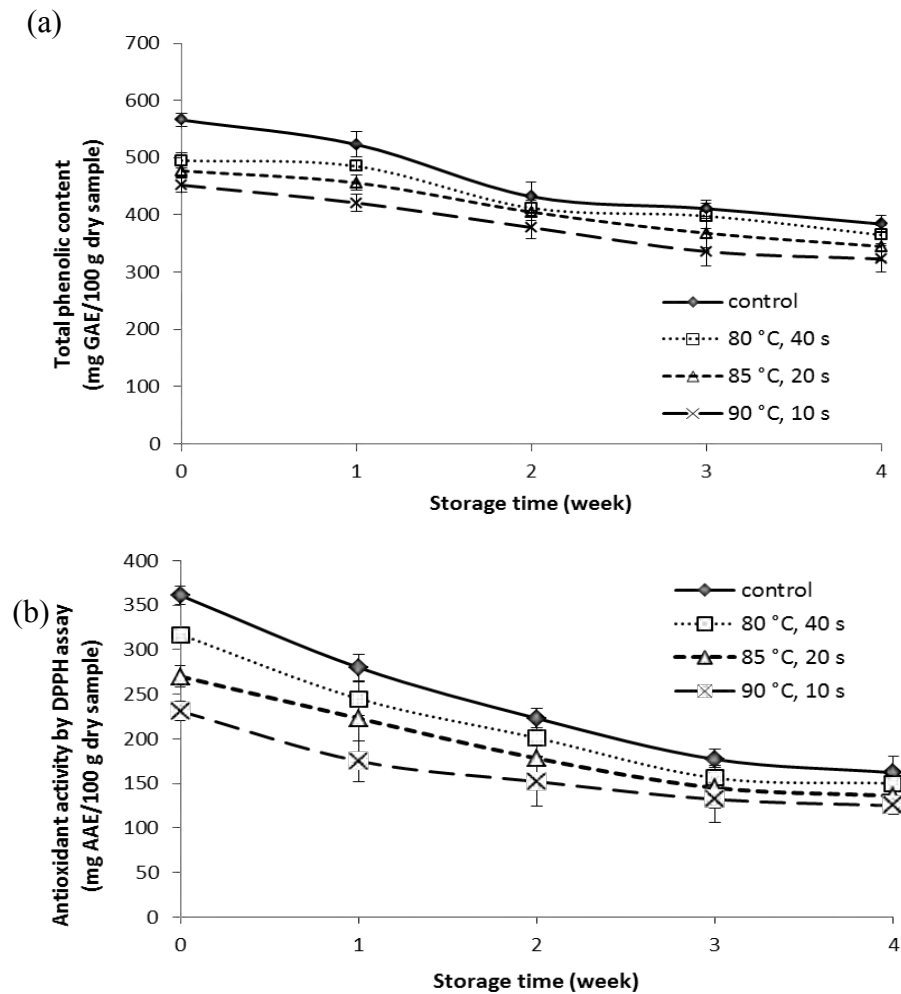 (a)
700
600
500
400
300
200
100
0
Total phenolic content
(mg GAE/100 g dry sample)
control
80 °C, 40 s
85 °C, 20 s
90 °C, 10 s
0 1 2 3 4
Storage time (week)
(b)
400
350
300
250
200
150
100
50
0
Antioxidant activity by DPPH assay
(mg AAE/100 g dry sample)
control
80 °C, 40 s
85 °C, 20 s
90 °C, 10 s
0 1 2 3 4
Storage time (week)